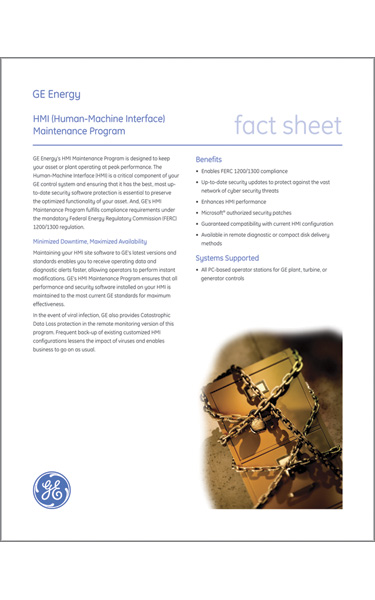 GE Energy
HMI (Human-Machine Interface)
Maintenance Program
fact sheet
GE Energy's HMI Maintenance Program is designed to keep
your asset or plant operating at peak performance. The
Human-Machine Interface (HMI) is a critical component of your
GE control system and ensuring that it has the best, most up-
to-date security software protection is essential to preserve
the optimized functionality of your asset. And, GE's HMI
Maintenance Program fulfills compliance requirements under
the mandatory Federal Energy Regulatory Commission (FERC)
1200/1300 regulation.
Minimized Downtime, Maximized Availability
Maintaining your HMI site software to GE's latest versions and
standards enables you to receive operating data and
diagnostic alerts faster, allowing operators to perform instant
modifications. GE's HMI Maintenance Program ensures that all
performance and security software installed on your HMI is
maintained to the most current GE standards for maximum
effectiveness.
In the event of viral infection, GE also provides Catastrophic
Data Loss protection in the remote monitoring version of this
program. Frequent back-up of existing customized HMI
configurations lessens the impact of viruses and enables
business to go on as usual.
Benefits
• Enables FERC 1200/1300 compliance
• Up-to-date security updates to protect against the vast
network of cyber security threats
• Enhances HMI performance
• Microsoft® authorized security patches
• Guaranteed compatibility with current HMI configuration
• Available in remote diagnostic or compact disk delivery
methods
Systems Supported
• All PC-based operator stations for GE plant, turbine, or
generator controls
GE